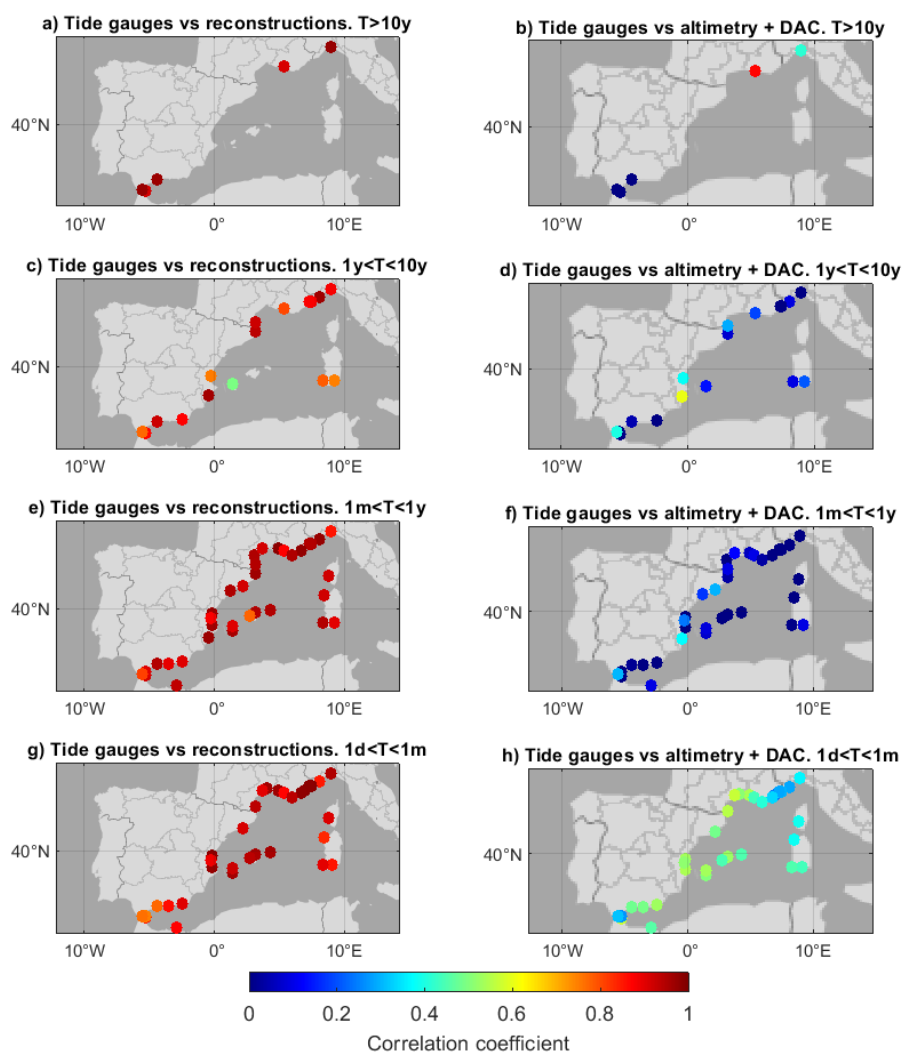 a) Tide gauges vs reconstructions. T>10y
b) Tide gauges vs altimetry + DAC. T>10y
40°N
40°N
10°W 0° 10°E
10°W 0° 10°E
c) Tide gauges vs reconstructions. 1y<T<10y
d) Tide gauges vs altimetry + DAC. 1y<T<10y
40°N
40°N
10°W 0° 10°E
10°W 0° 10°E
e) Tide gauges vs reconstructions. 1m<T<1y
f) Tide gauges vs altimetry + DAC. 1m<T<1y
40°N
40°N
10°W 0° 10°E
10°W 0° 10°E
g) Tide gauges vs reconstructions. 1d<T<1m
h) Tide gauges vs altimetry + DAC. 1d<T<1m
40°N
40°N
10°W 0° 10°E
10°W 0° 10°E
0 0.2 0.4 0.6 0.8 1
Correlation coefficient